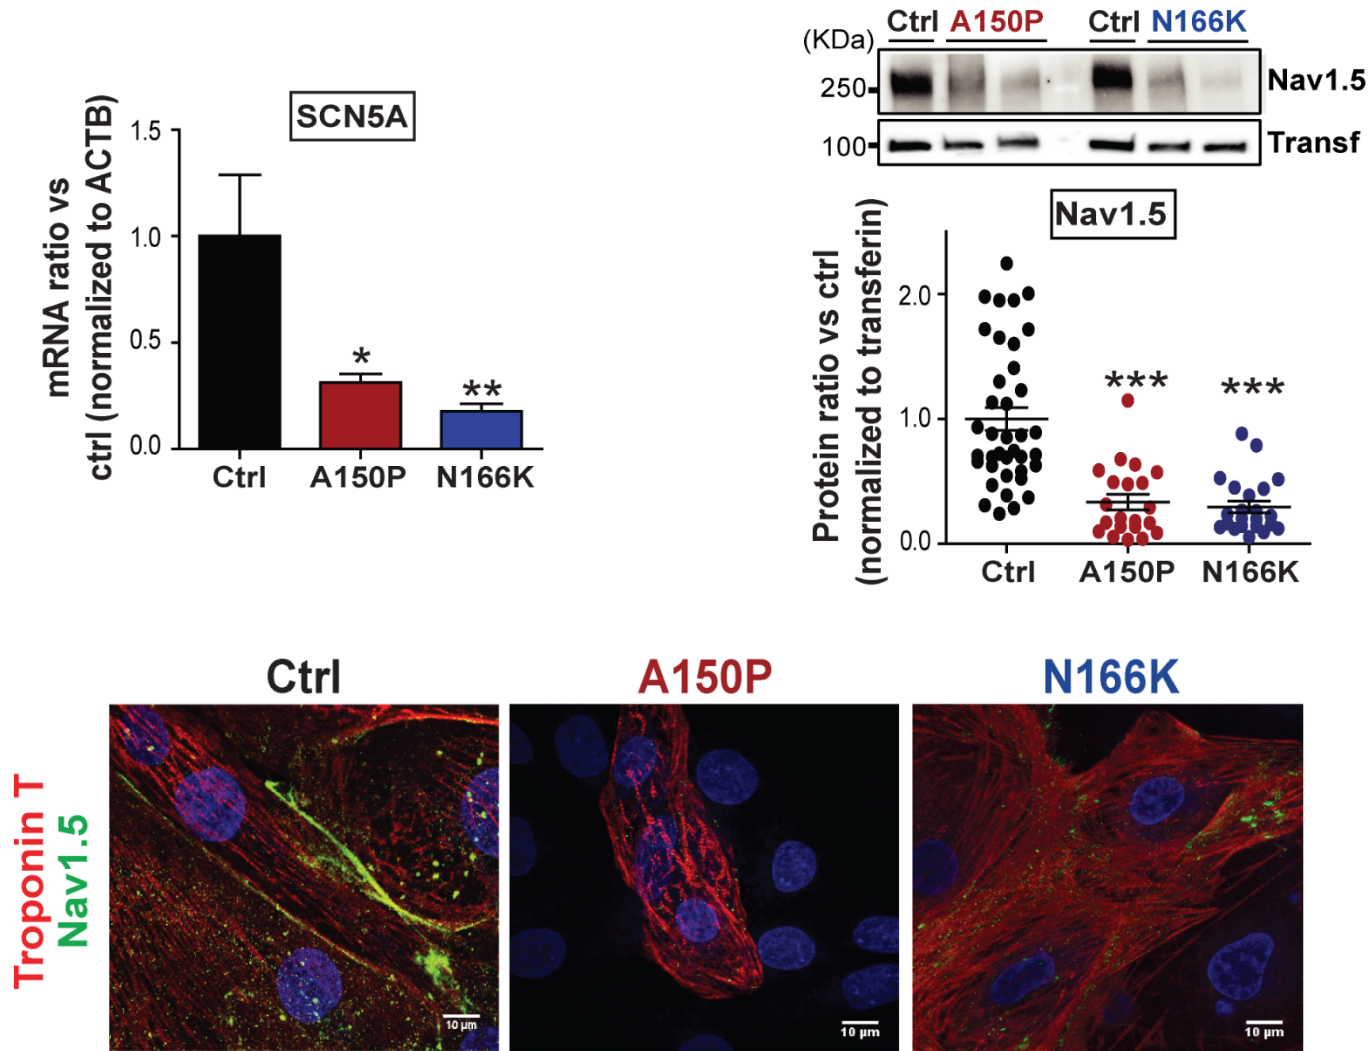 SCN5A
mRNA ratio vs
ctrl (normalized to ACTB)
1.5
1.0
0.5
0.0
*
**
Ctrl A150P N166K
Ctrl A150P Ctrl N166K
(KDa)
250
Nav1.5
100
Transf
Nav1.5
Protein ratio vs ctrl
(normalized to transferin)
2.0
1.0
0.0
***
***
Ctrl A150P N166K
Ctrl A150P N166K
Troponin T
Nav1.5
10 µm
10 µm
10 µm